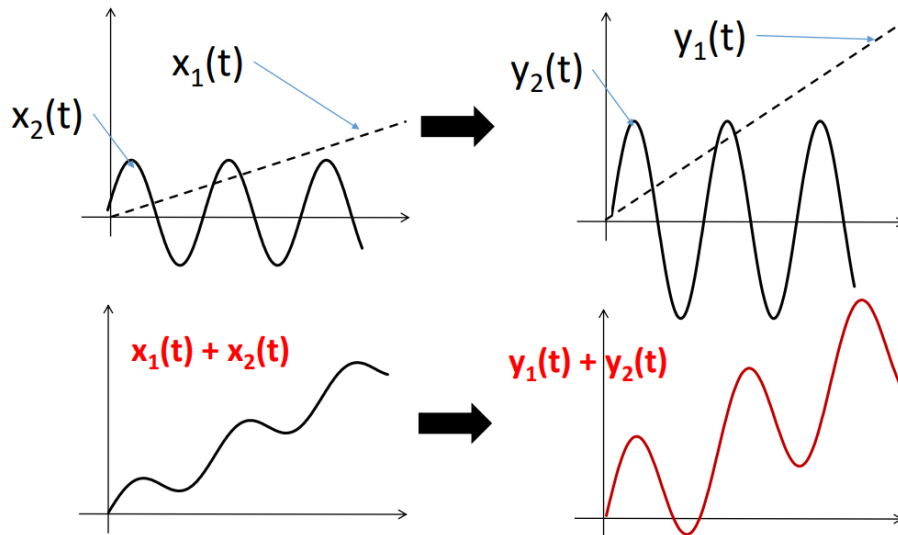 x₁(t)
x₂(t)
y₁(t)
y₂(t)
x₁(t) + x₂(t)
y₁(t) + y₂(t)